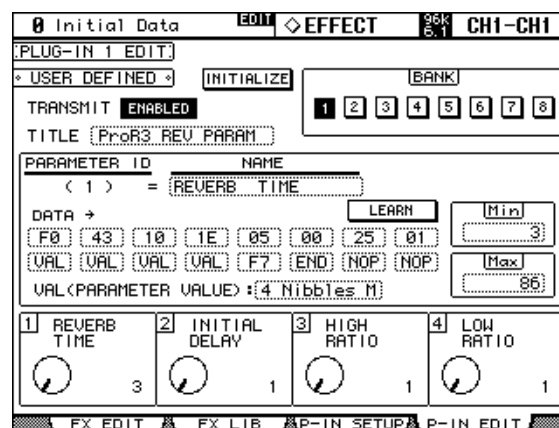 0 Initial Data EDIT ◇EFFECT 96k 6.1 CH1-CH1
PLUG-IN 1 EDIT
USER DEFINED INITIALIZE BANK
TRANSMIT ENABLED 1 2 3 4 5 6 7 8
TITLE ProR3 REV PARAM
PARAMETER ID NAME
( 1 ) = REVERB TIME
DATA → LEARN Min
F0 43 10 1E 05 00 25 01 3
VAL VAL VAL VAL F7 END NOP NOP Max
VAL(PARAMETER VALUE): 4 Nibbles M 86
1 REVERB TIME 2 INITIAL DELAY 3 HIGH RATIO 4 LOW RATIO
3 1 1 1
FX EDIT FX LIB P-IN SETUP P-IN EDIT